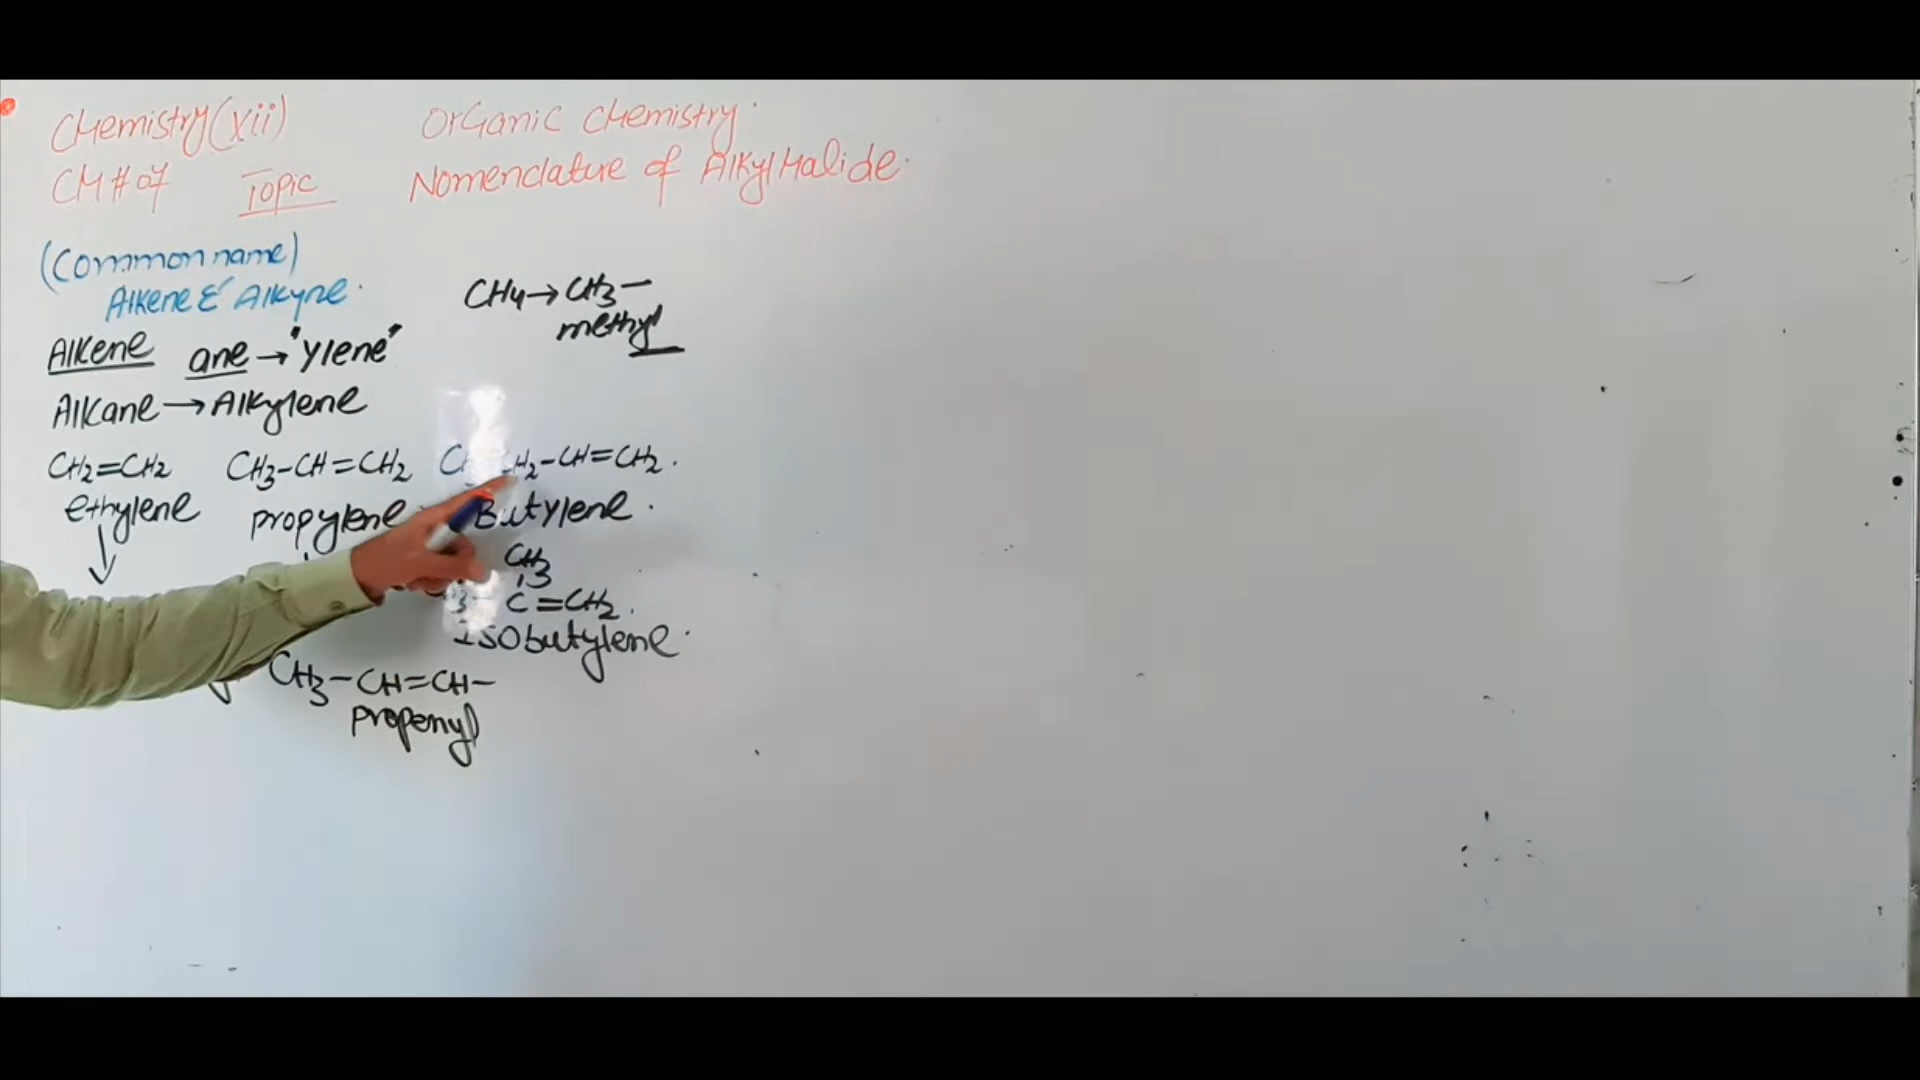 Chemistry(xii) Organic Chemistry.
CH#07 Topic Nomenclature of Alkyl Halide.
(Common name)
Alkene & Alkyne.
CH4→CH3—
methyl
Alkene ane→"ylene"
Alkane→Alkylene
CH2=CH2 CH3-CH=CH2 CH2-CH=CH2.
ethylene propylene Butylene.
CH3
C=CH2.
Isobutylene.
CH3-CH=CH-
propenyl